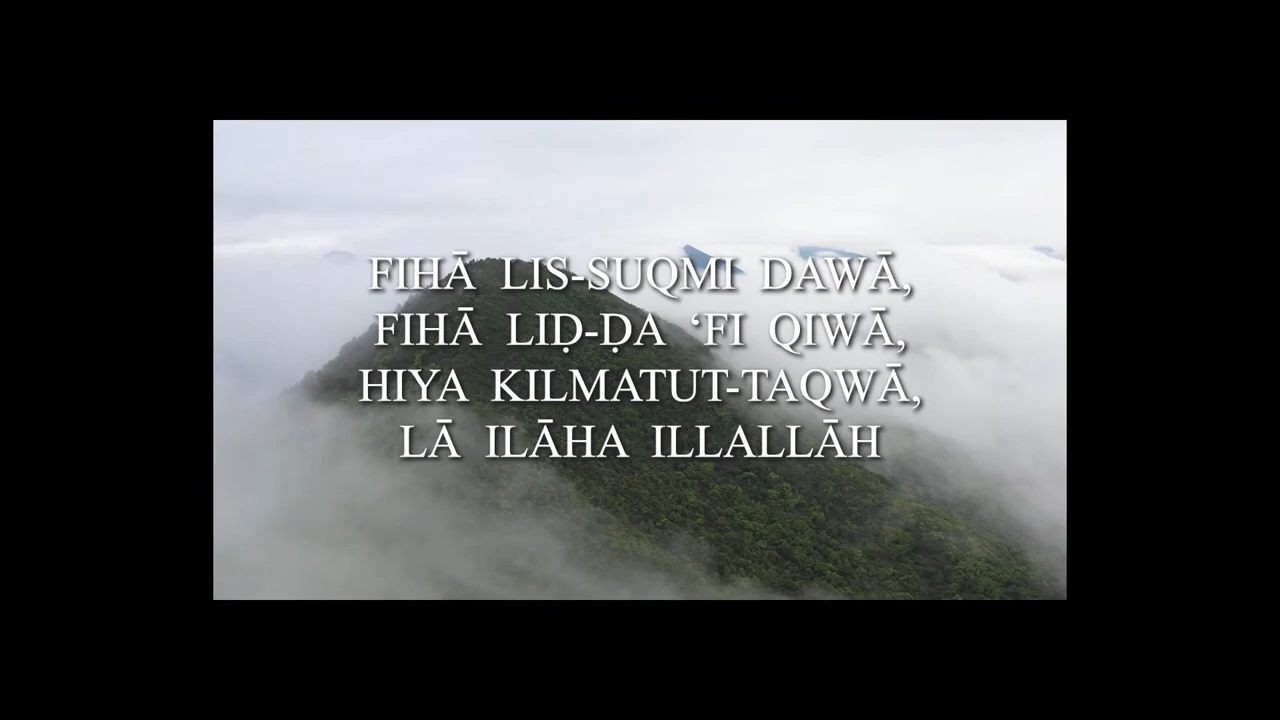 FIHĀ LIS-SUQMI DAWĀ,
FIHĀ LIḌ-ḌA ‘FI QIWĀ,
HIYA KILMATUT-TAQWĀ,
LĀ ILĀHA ILLALLĀH